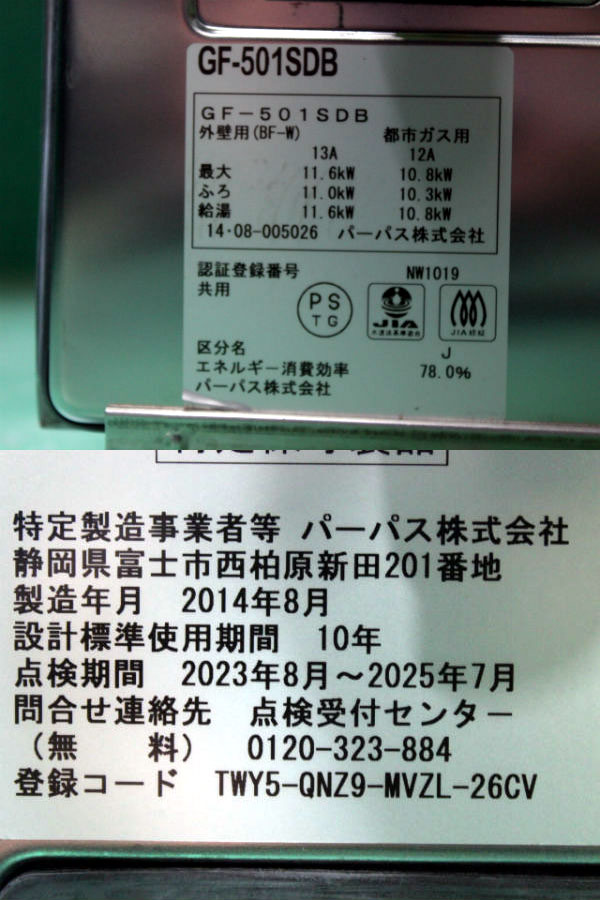 GF-501SDB
GF-501SDB
外壁用(BF-W) 都市ガス用
13A 12A
最大 11.6kW 10.8kW
ふろ 11.0kW 10.3kW
給湯 11.6kW 10.8kW
14・08-005026 パーパス株式会社
認証登録番号 NW1019
共用
PS
TG
JIA
JIA認証
区分名 J
エネルギー消費効率 78.0%
パーパス株式会社
特定製造事業者等 パーパス株式会社
静岡県富士市西柏原新田201番地
製造年月 2014年8月
設計標準使用期間 10年
点検期間 2023年8月~2025年7月
問合せ連絡先 点検受付センター
(無 料) 0120-323-884
登録コード TWY5-QNZ9-MVZL-26CV